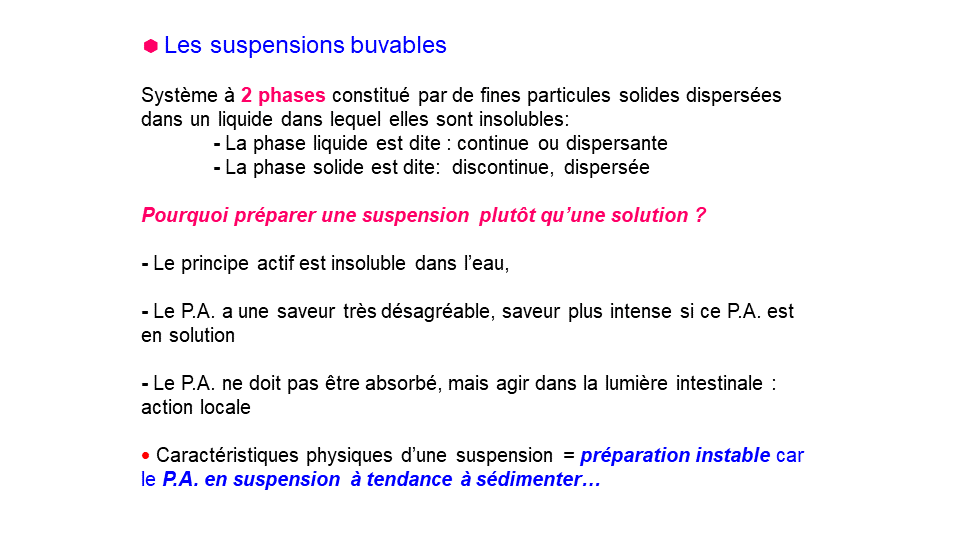 Les suspensions buvables
Système à 2 phases constitué par de fines particules solides dispersées
dans un liquide dans lequel elles sont insolubles:
- La phase liquide est dite : continue ou dispersante
- La phase solide est dite: discontinue, dispersée
Pourquoi préparer une suspension plutôt qu’une solution ?
- Le principe actif est insoluble dans l’eau,
- Le P.A. a une saveur très désagréable, saveur plus intense si ce P.A. est
en solution
- Le P.A. ne doit pas être absorbé, mais agir dans la lumière intestinale :
action locale
• Caractéristiques physiques d’une suspension = préparation instable car
le P.A. en suspension à tendance à sédimenter…